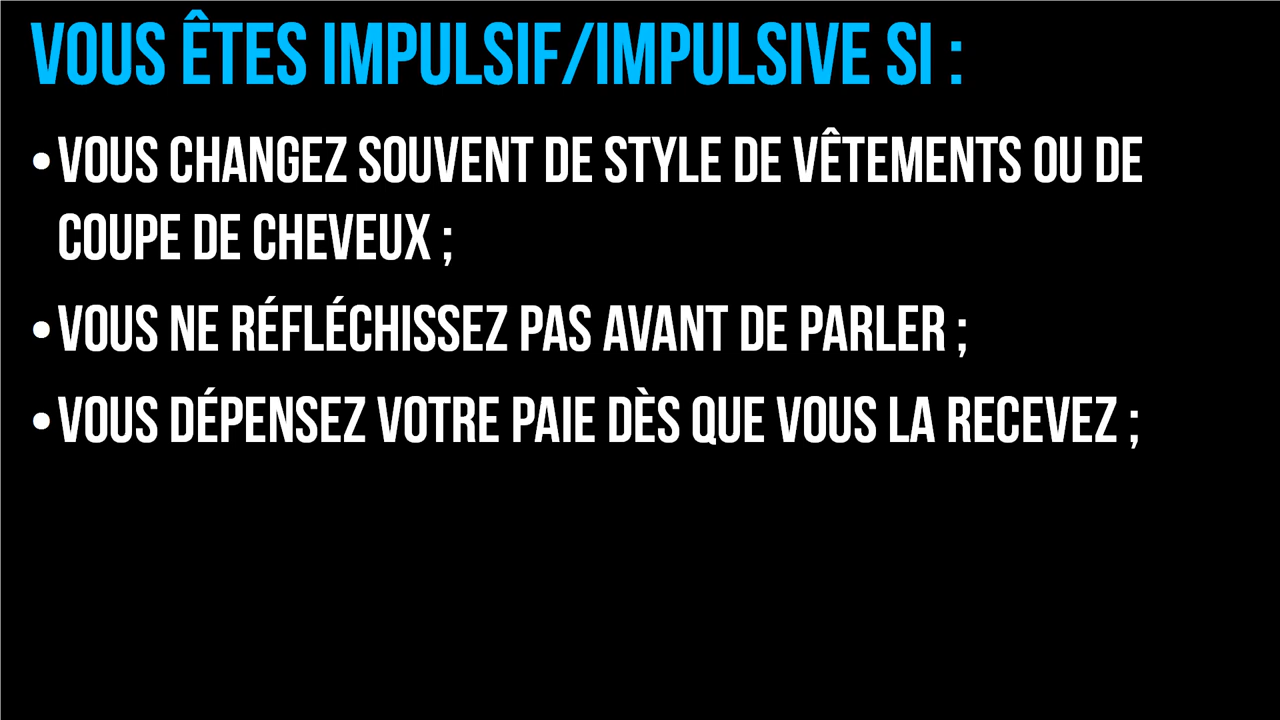 VOUS ÊTES IMPULSIF/IMPULSIVE SI :
• VOUS CHANGEZ SOUVENT DE STYLE DE VÊTEMENTS OU DE
COUPE DE CHEVEUX ;
• VOUS NE RÉFLÉCHISSEZ PAS AVANT DE PARLER ;
• VOUS DÉPENSEZ VOTRE PAIE DÈS QUE VOUS LA RECEVEZ ;